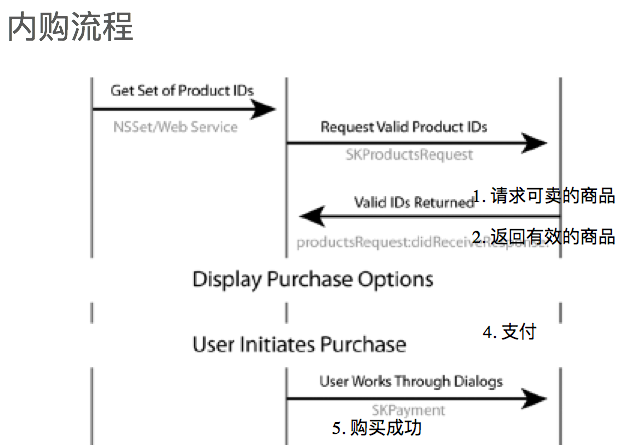 内购流程
Get Set of Product IDs
NSSet/Web Service
Request Valid Product IDs
SKProductsRequest
Valid IDs Returned
1. 请求可卖的商品
productsRequest:didReceiveResponse:
2. 返回有效的商品
Display Purchase Options
4. 支付
User Initiates Purchase
User Works Through Dialogs
SKPayment
5. 购买成功